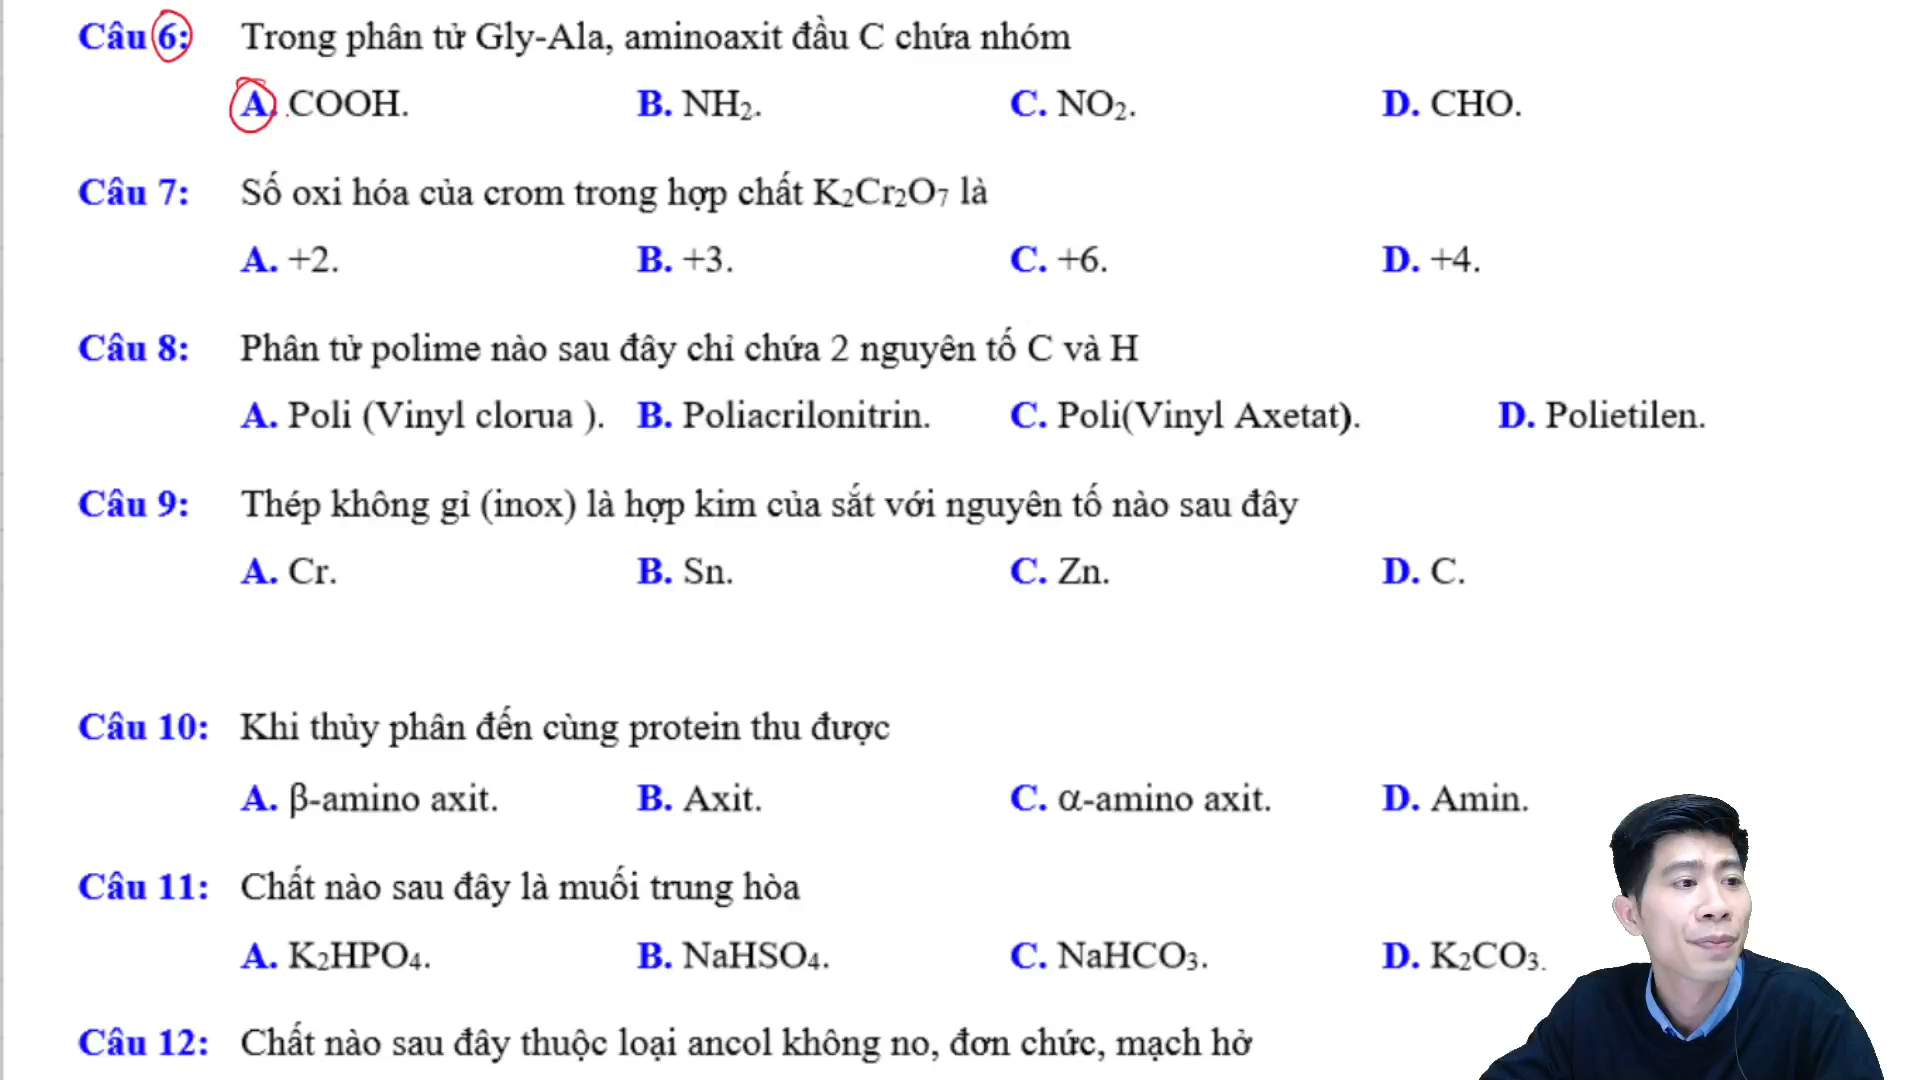 Câu 6: Trong phân tử Gly-Ala, aminoaxit đầu C chứa nhóm
A. COOH. B. NH₂. C. NO₂. D. CHO.
Câu 7: Số oxi hóa của crom trong hợp chất K₂Cr₂O₇ là
A. +2. B. +3. C. +6. D. +4.
Câu 8: Phân tử polime nào sau đây chỉ chứa 2 nguyên tố C và H
A. Poli (Vinyl clorua ). B. Poliacrilonitrin. C. Poli(Vinyl Axetat). D. Polietilen.
Câu 9: Thép không gỉ (inox) là hợp kim của sắt với nguyên tố nào sau đây
A. Cr. B. Sn. C. Zn. D. C.
Câu 10: Khi thủy phân đến cùng protein thu được
A. β-amino axit. B. Axit. C. α-amino axit. D. Amin.
Câu 11: Chất nào sau đây là muối trung hòa
A. K₂HPO₄. B. NaHSO₄. C. NaHCO₃. D. K₂CO₃.
Câu 12: Chất nào sau đây thuộc loại ancol không no, đơn chức, mạch hở